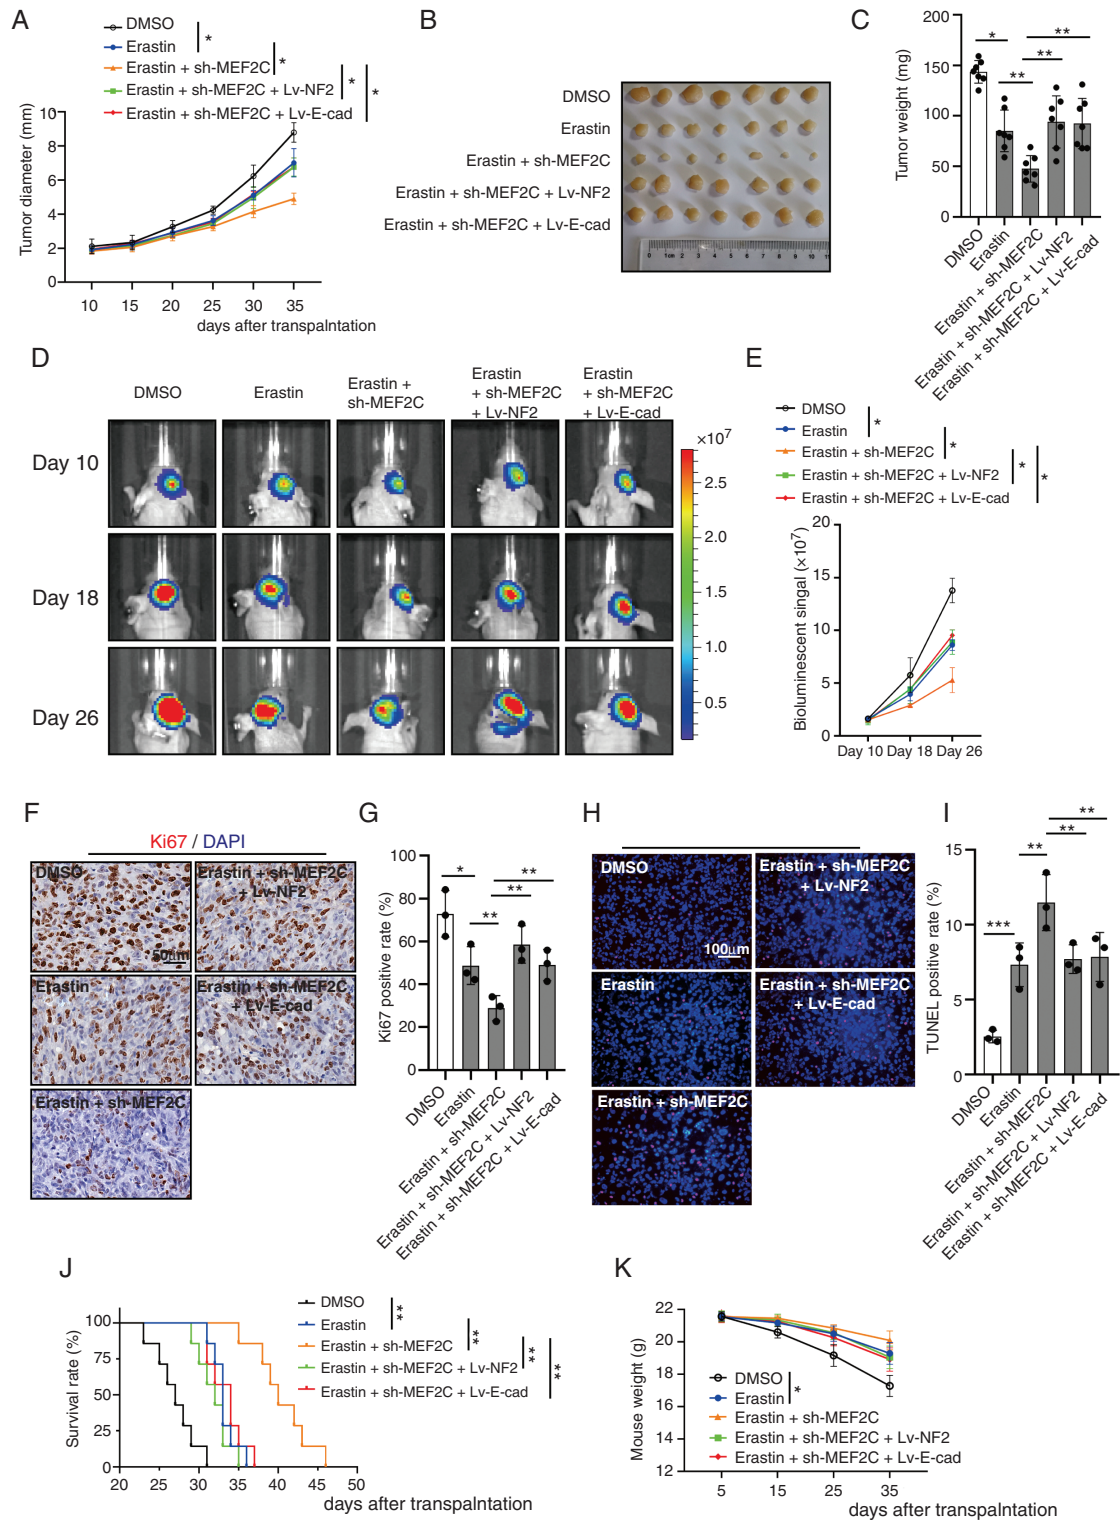 A
DMSO
Erastin
Erastin + sh-MEF2C
Erastin + sh-MEF2C + Lv-NF2
Erastin + sh-MEF2C + Lv-E-cad
*
*
*
*
Tumor diameter (mm)
10
8
6
4
2
0
10 15 20 25 30 35
days after transpalntation
B
DMSO
Erastin
Erastin + sh-MEF2C
Erastin + sh-MEF2C + Lv-NF2
Erastin + sh-MEF2C + Lv-E-cad
0 1cm 2 3 4 5 6 7 8 9 10 11
C
Tumor weight (mg)
200
150
100
50
0
*
**
**
**
DMSO
Erastin
Erastin + sh-MEF2C
Erastin + sh-MEF2C + Lv-NF2
Erastin + sh-MEF2C + Lv-E-cad
D
DMSO
Erastin
Erastin +
sh-MEF2C
Erastin
+ sh-MEF2C
+ Lv-NF2
Erastin
+ sh-MEF2C
+ Lv-E-cad
Day 10
Day 18
Day 26
×10⁷
2.5
2.0
1.5
1.0
0.5
E
DMSO
Erastin
Erastin + sh-MEF2C
Erastin + sh-MEF2C + Lv-NF2
Erastin + sh-MEF2C + Lv-E-cad
*
*
*
*
Bioluminescent singal (×10⁷)
20
15
10
5
0
Day 10 Day 18 Day 26
F
Ki67 / DAPI
DMSO
50μm
Erastin + sh-MEF2C
+ Lv-NF2
Erastin
Erastin + sh-MEF2C
+ Lv-E-cad
Erastin + sh-MEF2C
G
Ki67 positive rate (%)
100
80
60
40
20
0
*
**
**
**
DMSO
Erastin
Erastin + sh-MEF2C
Erastin + sh-MEF2C + Lv-NF2
Erastin + sh-MEF2C + Lv-E-cad
H
DMSO
100μm
Erastin + sh-MEF2C
+ Lv-NF2
Erastin
Erastin + sh-MEF2C
+ Lv-E-cad
Erastin + sh-MEF2C
I
TUNEL positive rate (%)
15
10
5
0
***
**
**
**
DMSO
Erastin
Erastin + sh-MEF2C
Erastin + sh-MEF2C + Lv-NF2
Erastin + sh-MEF2C + Lv-E-cad
J
DMSO
Erastin
Erastin + sh-MEF2C
Erastin + sh-MEF2C + Lv-NF2
Erastin + sh-MEF2C + Lv-E-cad
**
**
**
**
Survival rate (%)
100
75
50
25
0
20 25 30 35 40 45 50
days after transpalntation
K
Mouse weight (g)
22
20
18
16
14
12
DMSO
Erastin
Erastin + sh-MEF2C
Erastin + sh-MEF2C + Lv-NF2
Erastin + sh-MEF2C + Lv-E-cad
*
5 15 25 35
days after transpalntation